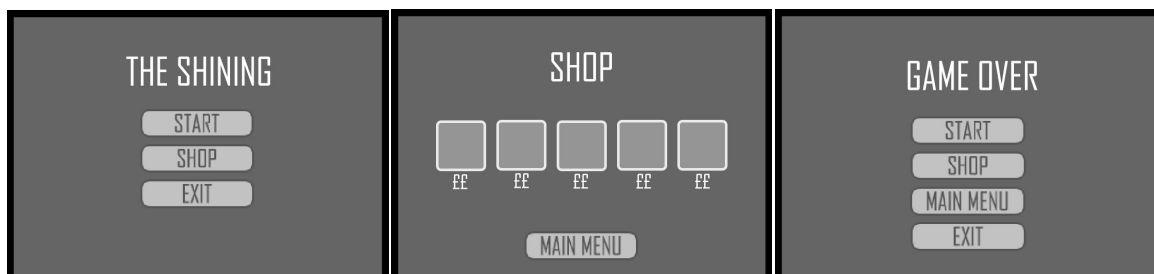 THE SHINING
START
SHOP
EXIT
SHOP
££ ££ ££ ££ ££
MAIN MENU
GAME OVER
START
SHOP
MAIN MENU
EXIT